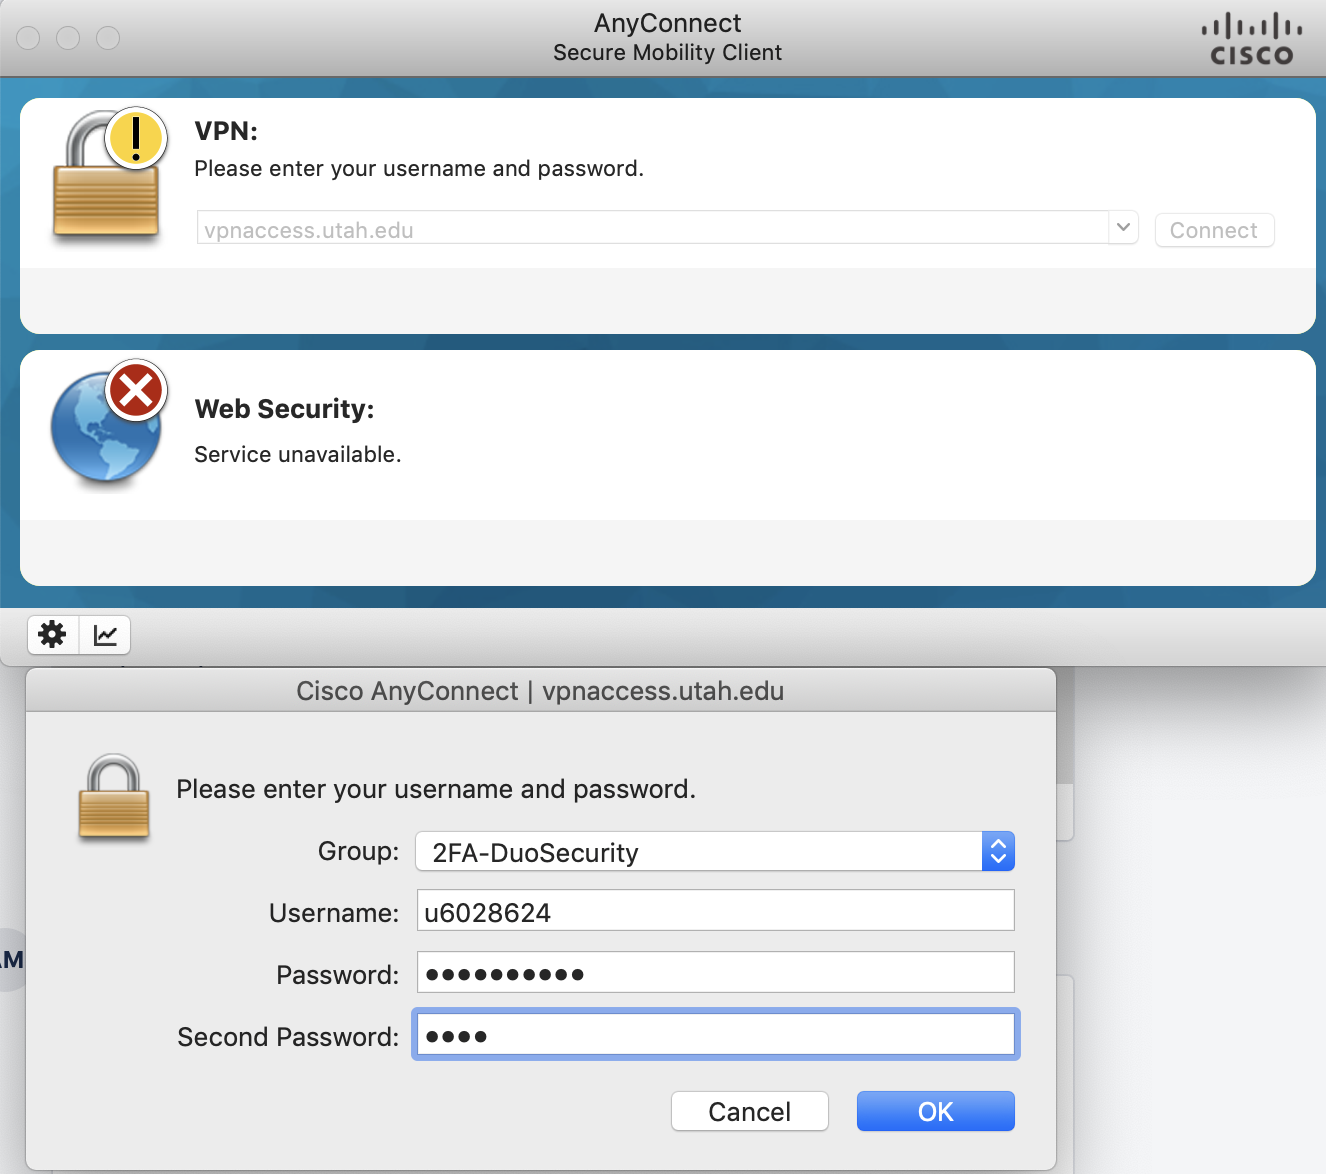 AnyConnect
Secure Mobility Client
CISCO
VPN:
Please enter your username and password.
vpnaccess.utah.edu
Connect
Web Security:
Service unavailable.
Cisco AnyConnect | vpnaccess.utah.edu
Please enter your username and password.
Group: 2FA-DuoSecurity
Username: u6028624
Password: ••••••••••
Second Password: ••••
AM
Cancel OK